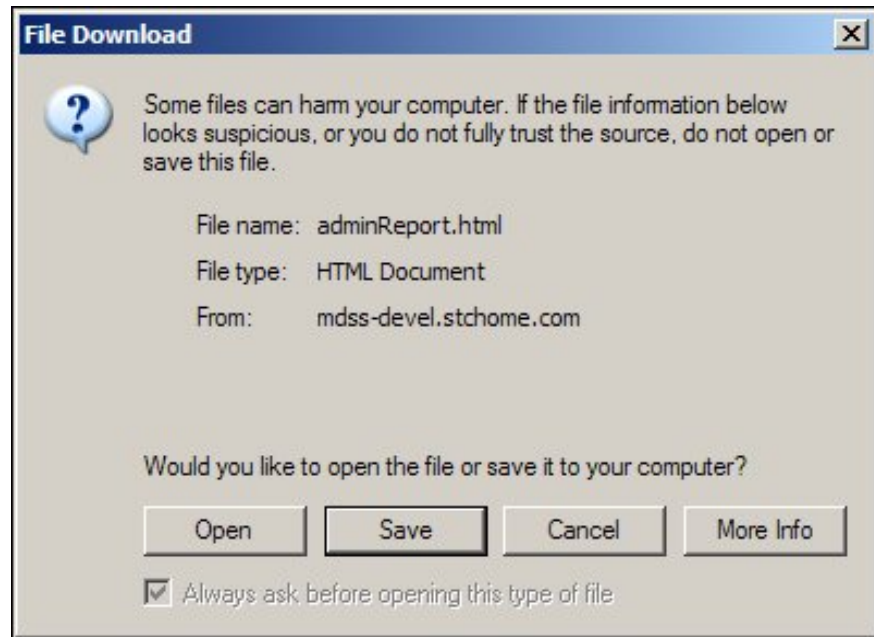 File Download
Some files can harm your computer. If the file information below
looks suspicious, or you do not fully trust the source, do not open or
save this file.
File name: adminReport.html
File type: HTML Document
From: mdss-devel.stchome.com
Would you like to open the file or save it to your computer?
Open Save Cancel More Info
Always ask before opening this type of file